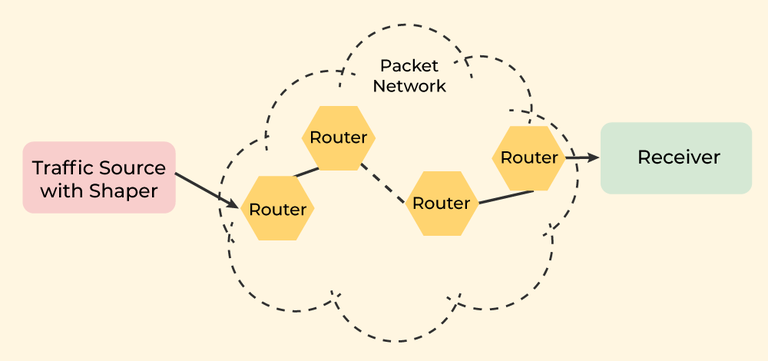 Packet
Network
Router
Router
Router
Router
Traffic Source
with Shaper
Receiver